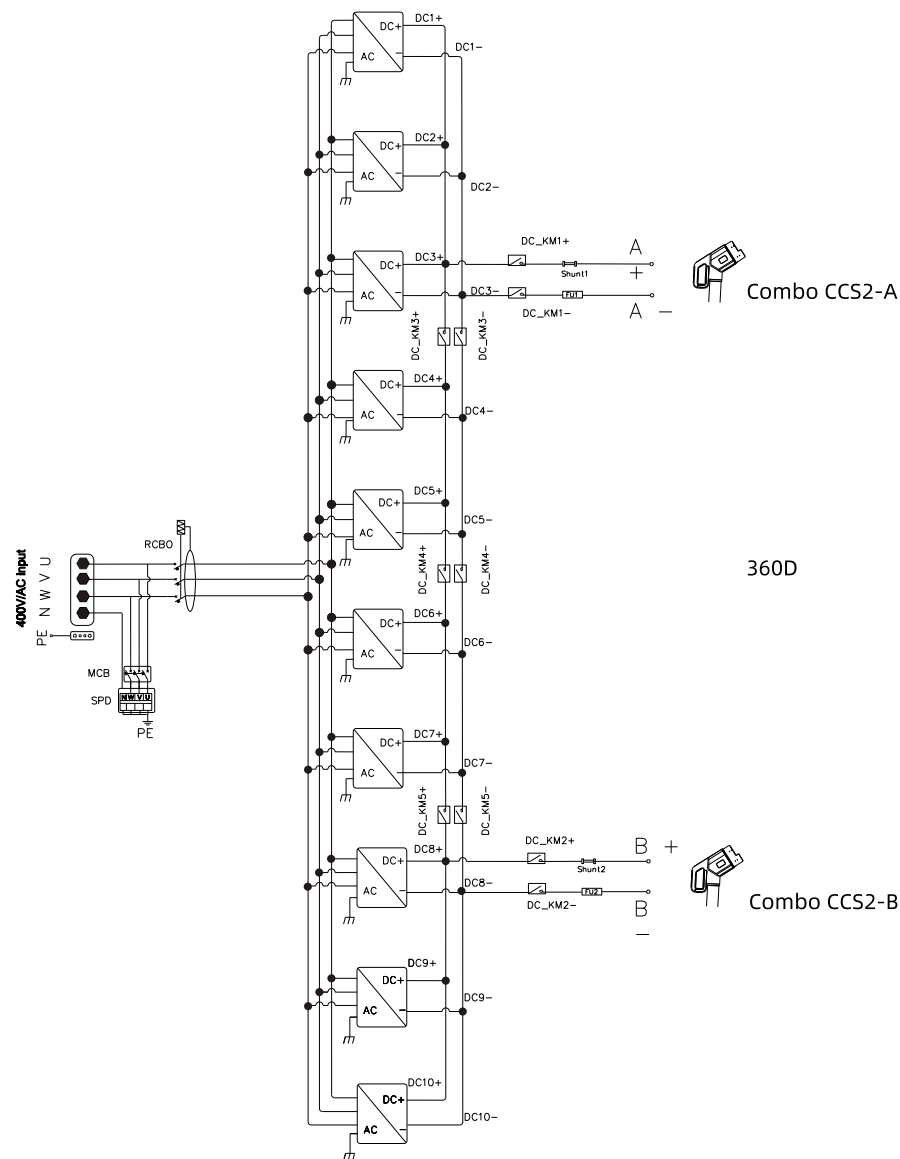 DC1+
DC+
DC1−
AC
−
DC2+
DC+
AC
−
DC2−
DC_KM1+
A
DC3+
DC+
+
Shunt1
DC3−
AC
−
FU1
Combo CCS2-A
DC_KM1−
A −
DC_KM3+
DC_KM3−
DC4+
DC+
DC4−
AC
−
DC5+
DC+
DC5−
AC
−
RCBO
DC_KM4+
DC_KM4−
360D
400V/AC Input
N W V U
PE
DC6+
DC+
DC6−
AC
−
MCB
SPD
N W V U
PE
DC7+
DC+
DC7−
AC
−
DC_KM5+
DC_KM5−
DC_KM2+
B +
DC8+
DC+
Shunt2
DC8−
AC
−
FU2
DC_KM2−
B
−
Combo CCS2-B
DC9+
DC+
DC9−
AC
−
DC10+
DC+
DC10−
AC
−